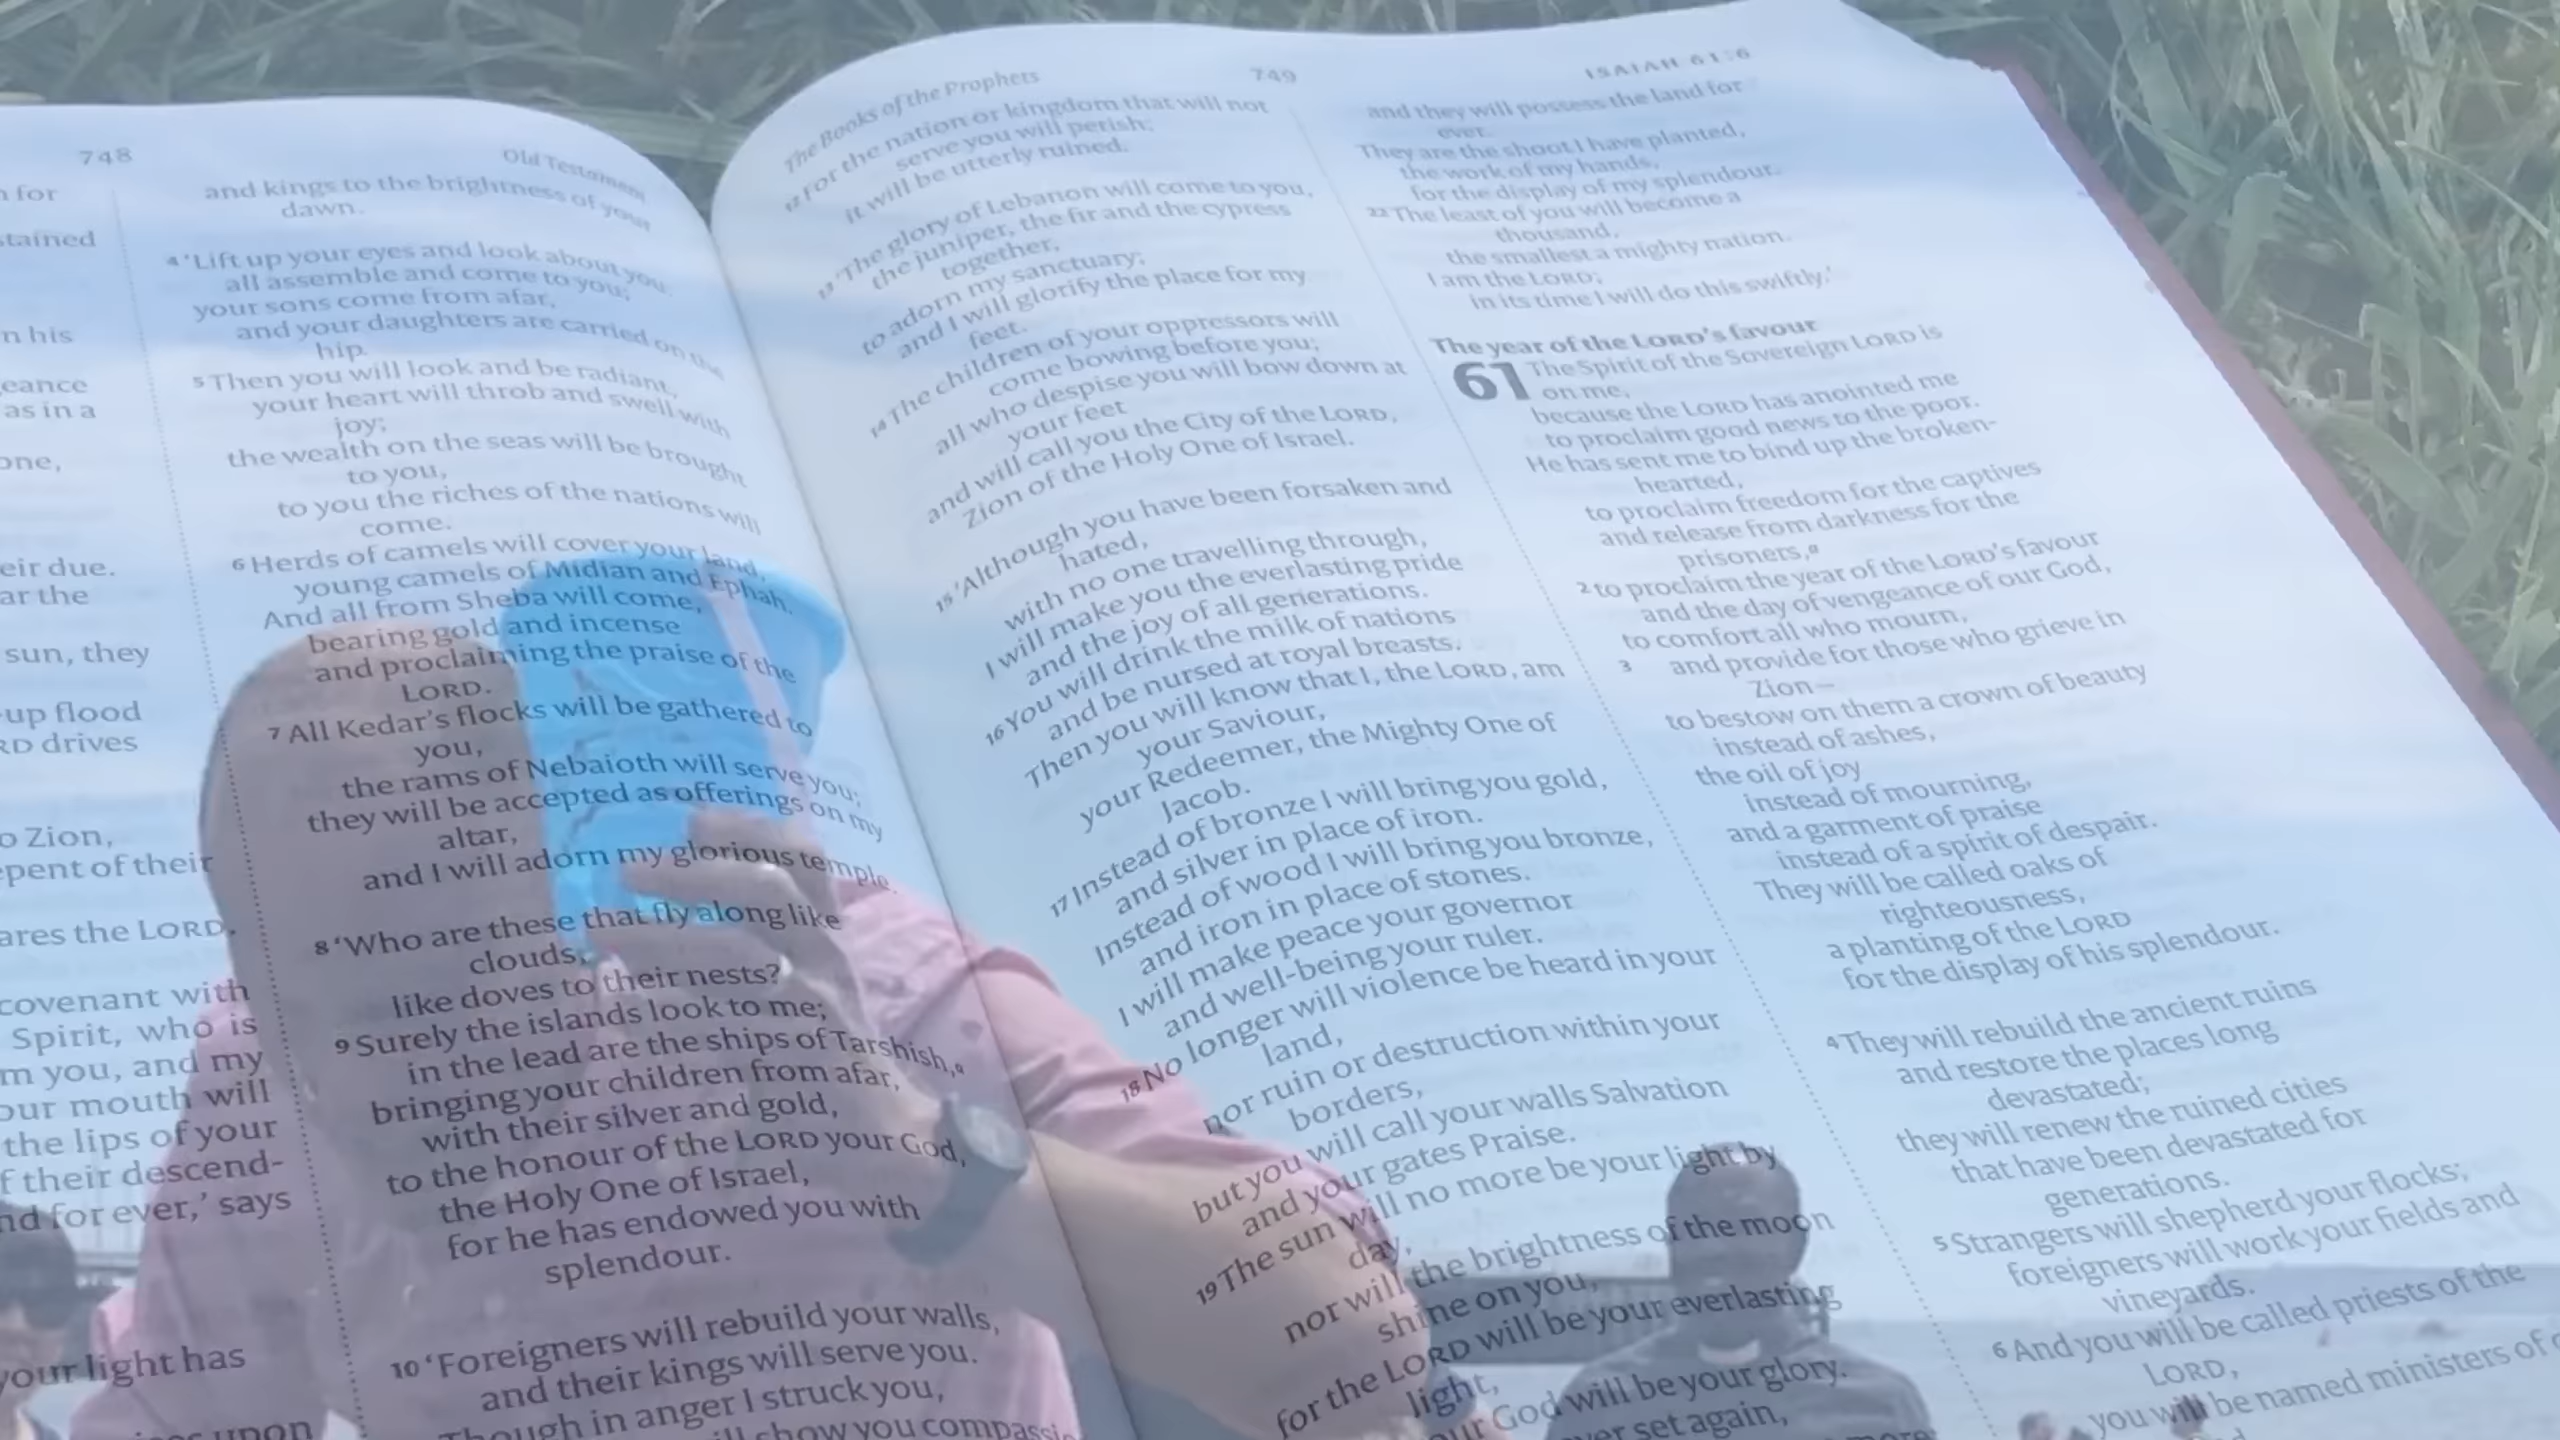 n for
stained
n his
eance
as in a
one,
eir due.
ar the
sun, they
-up flood
RD drives
o Zion,
pent of their
ares the LORD.
covenant with
Spirit, who is
m you, and my
our mouth will
the lips of your
f their descend-
nd for ever,’ says
your light has
upon
748
Old Testament
and kings to the brightness of your
dawn.
4 ‘Lift up your eyes and look about you:
all assemble and come to you;
your sons come from afar,
and your daughters are carried on the
hip.
5 Then you will look and be radiant,
your heart will throb and swell with
joy;
the wealth on the seas will be brought
to you,
to you the riches of the nations will
come.
6 Herds of camels will cover your land,
young camels of Midian and Ephah.
And all from Sheba will come,
bearing gold and incense
and proclaiming the praise of the
LORD.
7 All Kedar’s flocks will be gathered to
you,
the rams of Nebaioth will serve you;
they will be accepted as offerings on my
altar,
and I will adorn my glorious temple.
8 ‘Who are these that fly along like
clouds,
like doves to their nests?
9 Surely the islands look to me;
in the lead are the ships of Tarshish,a
bringing your children from afar,
with their silver and gold,
to the honour of the LORD your God,
the Holy One of Israel,
for he has endowed you with
splendour.
10 ‘Foreigners will rebuild your walls,
and their kings will serve you.
Though in anger I struck you,
show you compassi
The Books of the Prophets
749
ISAIAH 61:6
12 For the nation or kingdom that will not
serve you will perish;
it will be utterly ruined.
13 ‘The glory of Lebanon will come to you,
the juniper, the fir and the cypress
together,
to adorn my sanctuary;
and I will glorify the place for my
feet.
14 The children of your oppressors will
come bowing before you;
all who despise you will bow down at
your feet
and will call you the City of the LORD,
Zion of the Holy One of Israel.
15 ‘Although you have been forsaken and
hated,
with no one travelling through,
I will make you the everlasting pride
and the joy of all generations.
16 You will drink the milk of nations
and be nursed at royal breasts.
Then you will know that I, the LORD, am
your Saviour,
your Redeemer, the Mighty One of
Jacob.
17 Instead of bronze I will bring you gold,
and silver in place of iron.
Instead of wood I will bring you bronze,
and iron in place of stones.
I will make peace your governor
and well-being your ruler.
18 No longer will violence be heard in your
land,
nor ruin or destruction within your
borders,
but you will call your walls Salvation
and your gates Praise.
19 The sun will no more be your light by
day,
nor will the brightness of the moon
shine on you,
for the LORD will be your everlasting
light,
our God will be your glory.
ver set again,
more
and they will possess the land for
ever.
They are the shoot I have planted,
the work of my hands,
for the display of my splendour.
22 The least of you will become a
thousand,
the smallest a mighty nation.
I am the LORD;
in its time I will do this swiftly.’
The year of the LORD’s favour
61 The Spirit of the Sovereign LORD is
on me,
because the LORD has anointed me
to proclaim good news to the poor.
He has sent me to bind up the broken-
hearted,
to proclaim freedom for the captives
and release from darkness for the
prisoners,a
2 to proclaim the year of the LORD’s favour
and the day of vengeance of our God,
to comfort all who mourn,
3 and provide for those who grieve in
Zion–
to bestow on them a crown of beauty
instead of ashes,
the oil of joy
instead of mourning,
and a garment of praise
instead of a spirit of despair.
They will be called oaks of
righteousness,
a planting of the LORD
for the display of his splendour.
4 They will rebuild the ancient ruins
and restore the places long
devastated;
they will renew the ruined cities
that have been devastated for
generations.
5 Strangers will shepherd your flocks;
foreigners will work your fields and
vineyards.
6 And you will be called priests of the
LORD,
you will be named ministers of